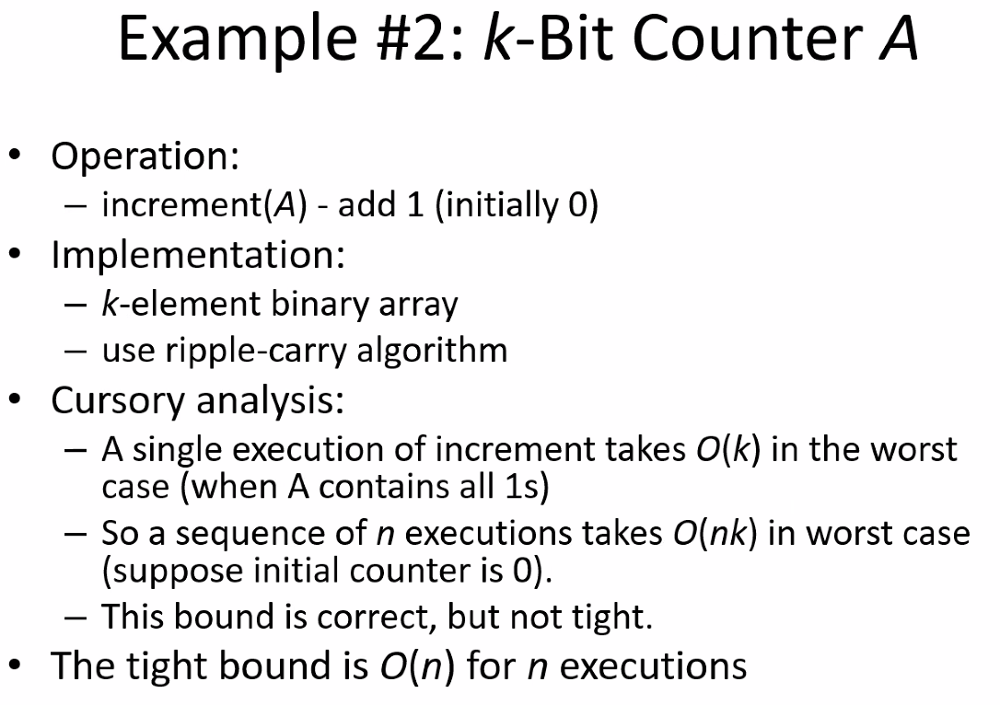 Example #2: k-Bit Counter A
• Operation:
– increment(A) - add 1 (initially 0)
• Implementation:
– k-element binary array
– use ripple-carry algorithm
• Cursory analysis:
– A single execution of increment takes O(k) in the worst
case (when A contains all 1s)
– So a sequence of n executions takes O(nk) in worst case
(suppose initial counter is 0).
– This bound is correct, but not tight.
• The tight bound is O(n) for n executions